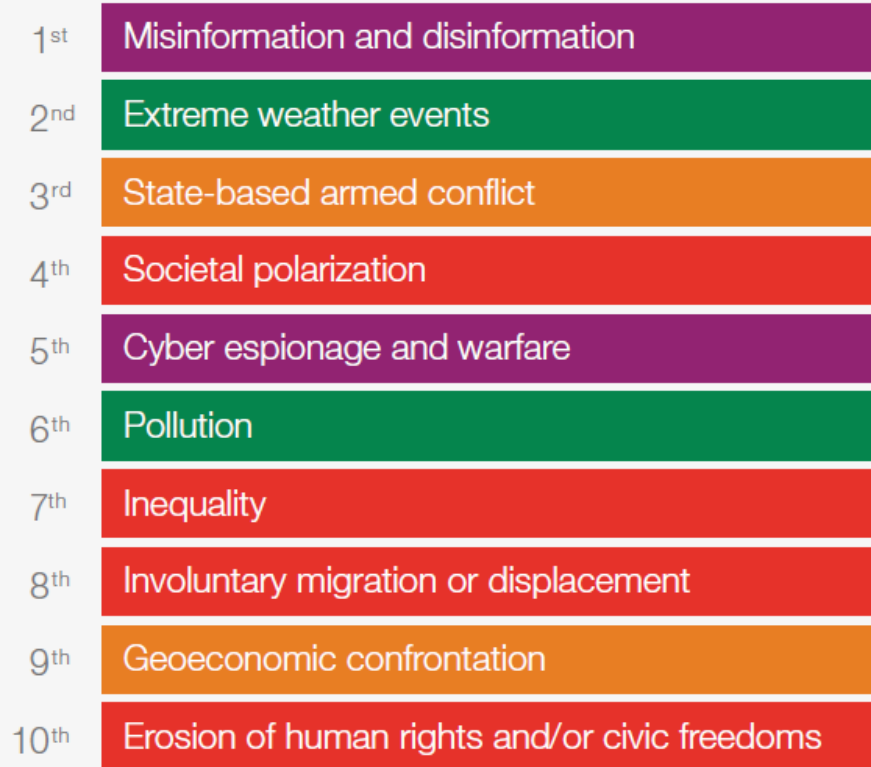 1st Misinformation and disinformation
2nd Extreme weather events
3rd State-based armed conflict
4th Societal polarization
5th Cyber espionage and warfare
6th Pollution
7th Inequality
8th Involuntary migration or displacement
9th Geoeconomic confrontation
10th Erosion of human rights and/or civic freedoms